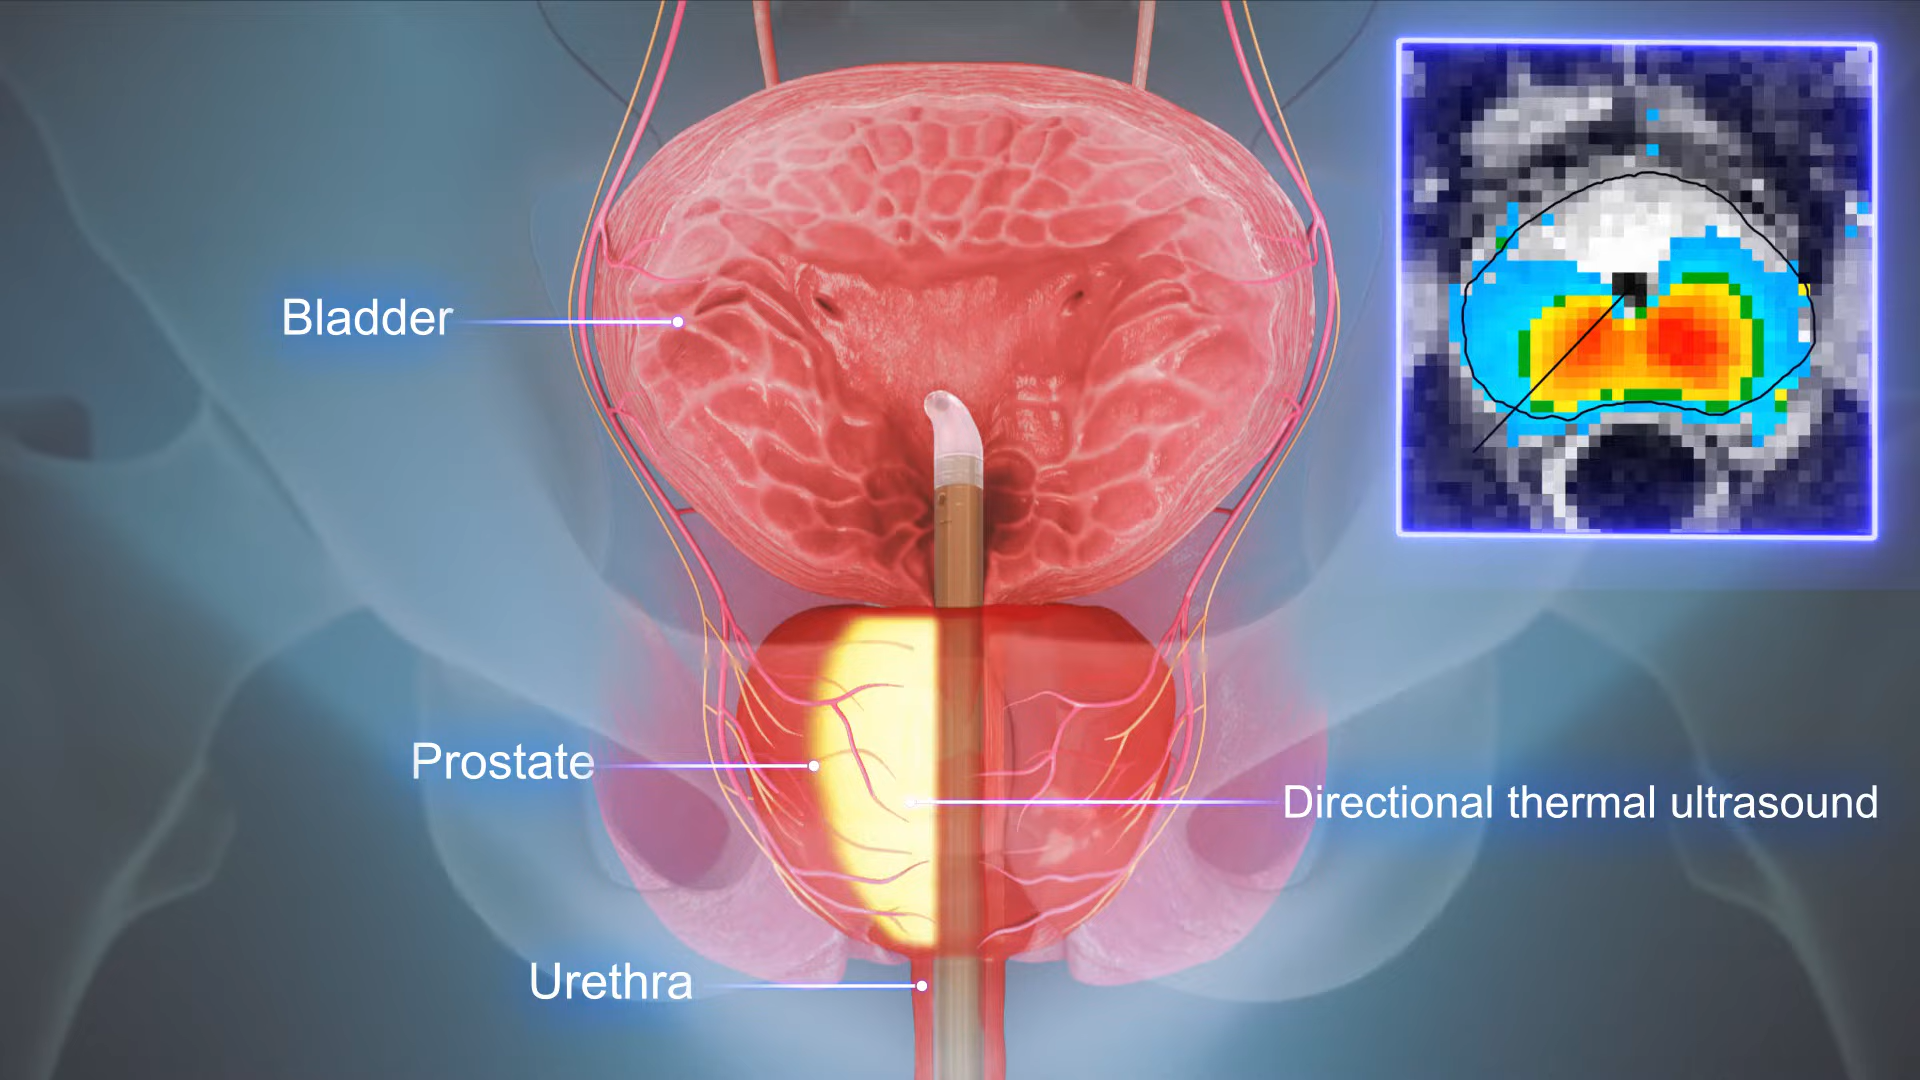 Bladder
Prostate
Directional thermal ultrasound
Urethra